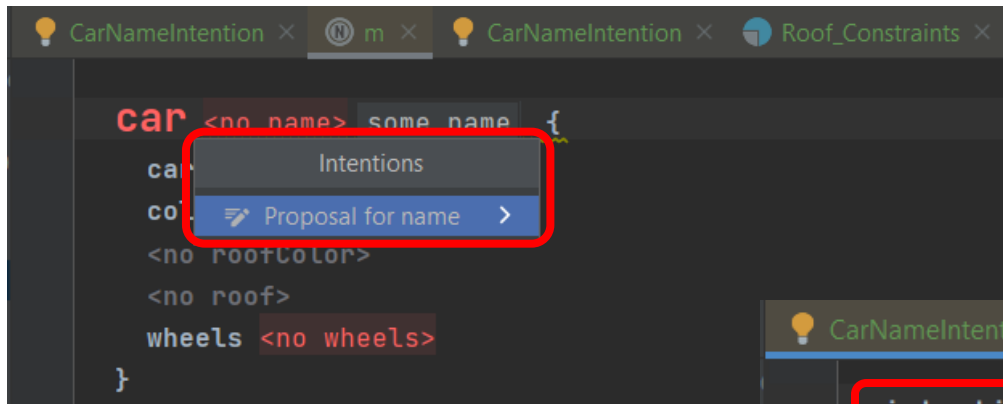 CarNameIntention × N m × CarNameIntention × Roof_Constraints ×
car <no name> some name {
Intentions
car
col
Proposal for name >
<no roofColor>
<no roof>
wheels <no wheels>
CarNameIntent
}